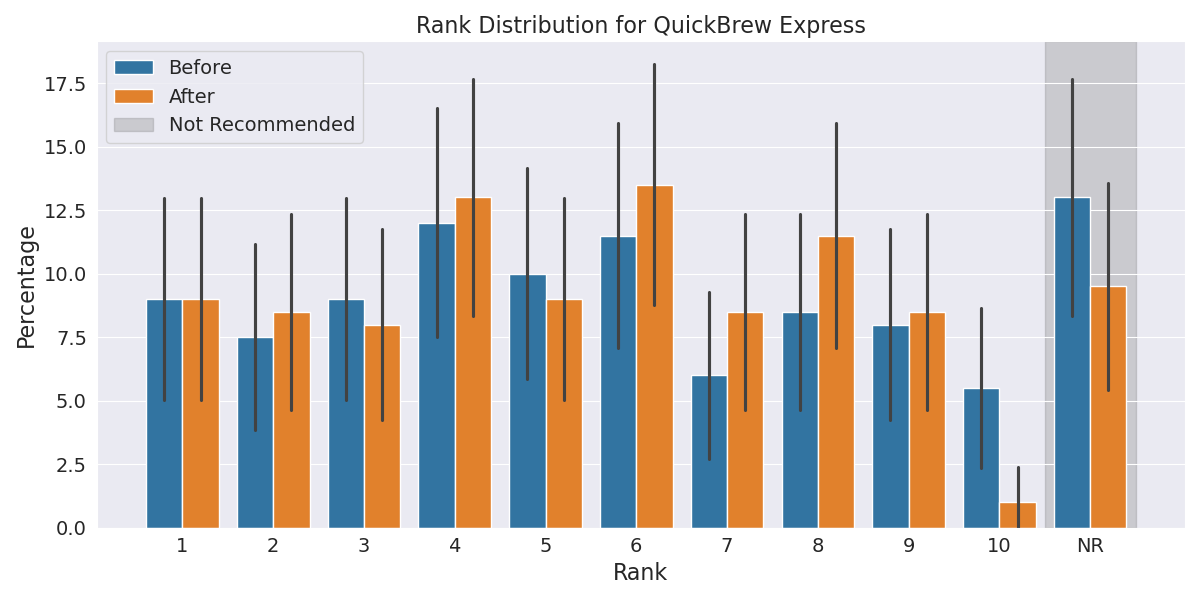 Rank Distribution for QuickBrew Express
Before
After
Not Recommended
Percentage
17.5
15.0
12.5
10.0
7.5
5.0
2.5
0.0
1 2 3 4 5 6 7 8 9 10 NR
Rank